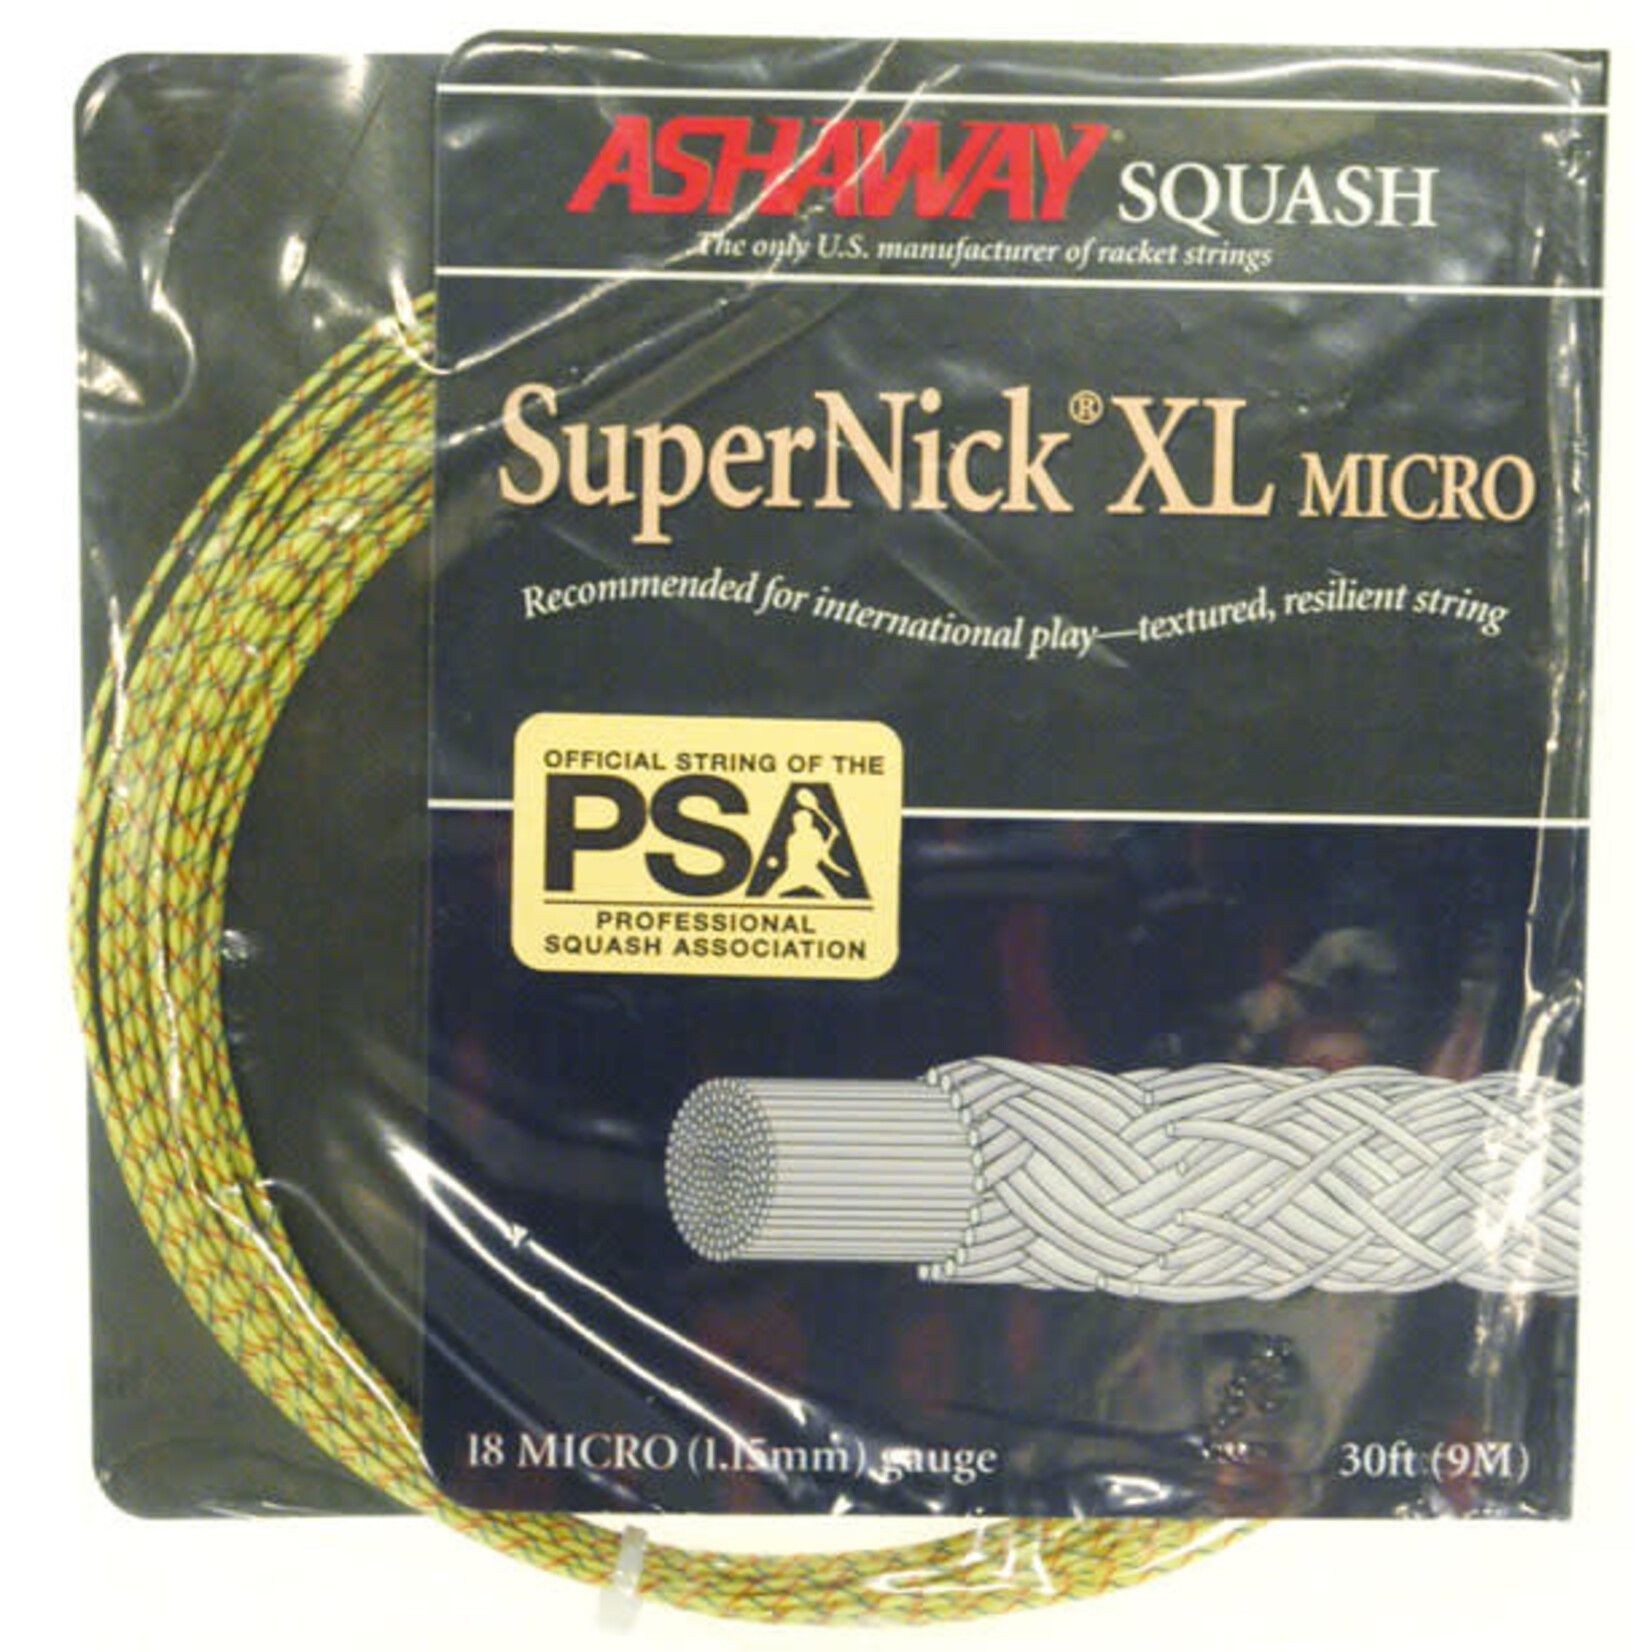 ASHAWAY SQUASH
The only U.S. manufacturer of racket strings
SuperNick® XL MICRO
Recommended for international play—textured, resilient string
OFFICIAL STRING OF THE
PSA
PROFESSIONAL
SQUASH ASSOCIATION
18 MICRO (1.15mm) gauge
30ft (9M)